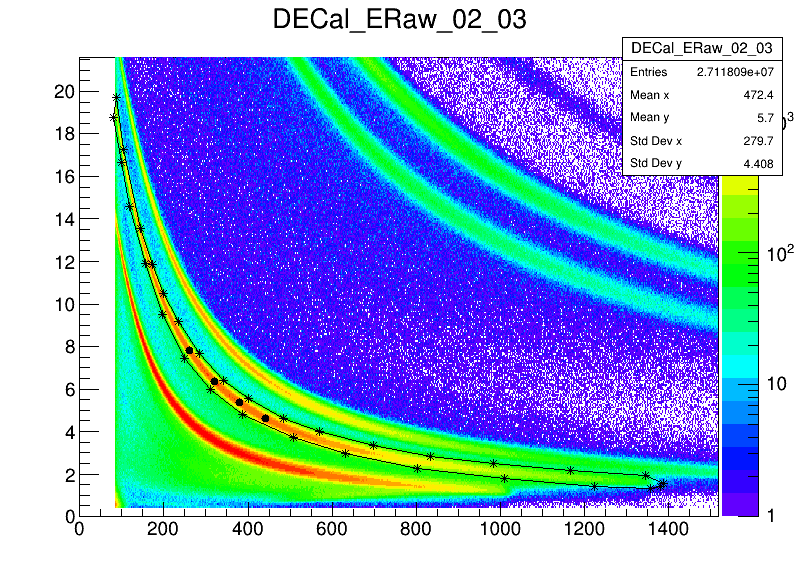 DECal_ERaw_02_03
DECal_ERaw_02_03
Entries 2.711809e+07
Mean x 472.4
Mean y 5.7
Std Dev x 279.7
Std Dev y 4.408
20
18
16
14
12
10
8
6
4
2
0
0 200 400 600 800 1000 1200 1400
10²
10
1